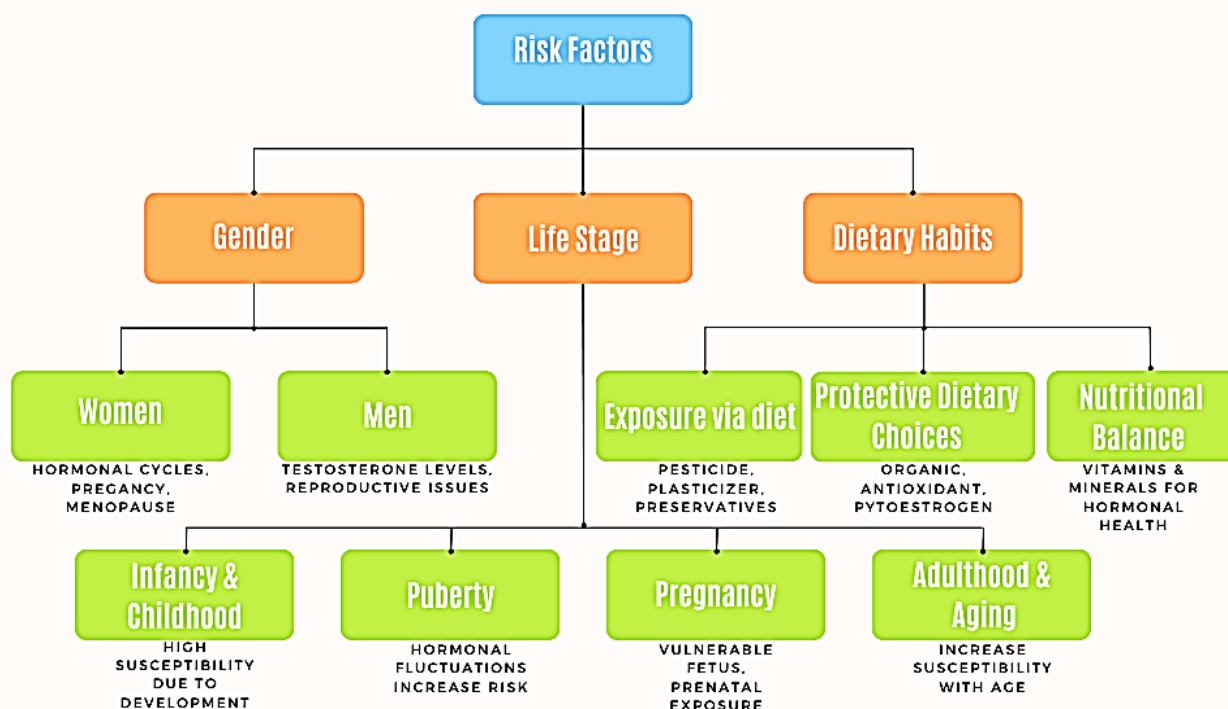 Risk Factors
Gender
Life Stage
Dietary Habits
Women
HORMONAL CYCLES,
PREGANCY,
MENOPAUSE
Men
TESTOSTERONE LEVELS,
REPRODUCTIVE ISSUES
Exposure via diet
PESTICIDE,
PLASTICIZER,
PRESERVATIVES
Protective Dietary
Choices
ORGANIC,
ANTIOXIDANT,
PYTOESTROGEN
Nutritional
Balance
VITAMINS &
MINERALS FOR
HORMONAL
HEALTH
Infancy &
Childhood
HIGH
SUSCEPTIBILITY
DUE TO
DEVELOPMENT
Puberty
HORMONAL
FLUCTUATIONS
INCREASE RISK
Pregnancy
VULNERABLE
FETUS,
PRENATAL
EXPOSURE
Adulthood &
Aging
INCREASE
SUSCEPTIBILITY
WITH AGE